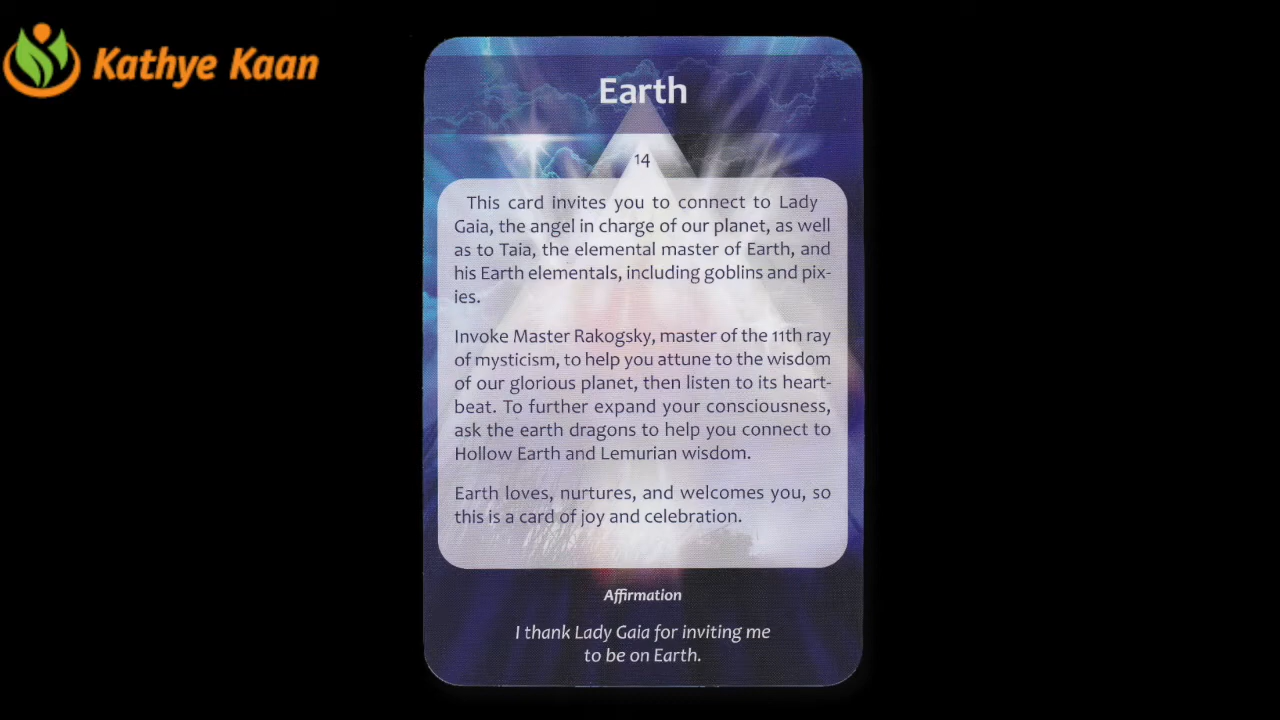 Kathye Kaan
Earth
14
This card invites you to connect to Lady
Gaia, the angel in charge of our planet, as well
as to Taia, the elemental master of Earth, and
his Earth elementals, including goblins and pix-
ies.
Invoke Master Rakogsky, master of the 11th ray
of mysticism, to help you attune to the wisdom
of our glorious planet, then listen to its heart-
beat. To further expand your consciousness,
ask the earth dragons to help you connect to
Hollow Earth and Lemurian wisdom.
Earth loves, nurtures, and welcomes you, so
this is a card of joy and celebration.
Affirmation
I thank Lady Gaia for inviting me
to be on Earth.